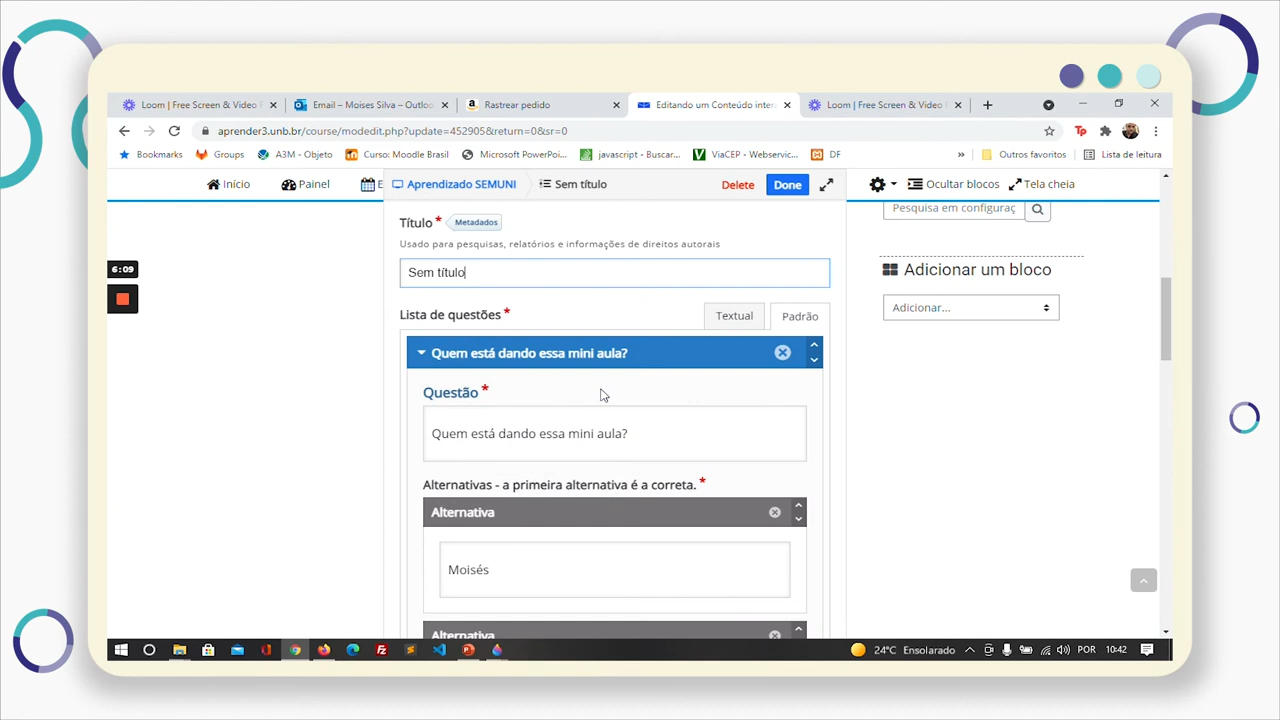 Loom | Free Screen & Video F
Email – Moises Silva – Outloo
Rastrear pedido
Editando um Conteúdo inter
Loom | Free Screen & Video F
aprender3.unb.br/course/modedit.php?update=452905&return=0&sr=0
Bookmarks
Groups
A3M - Objeto
Curso: Moodle Brasil
Microsoft PowerPoi...
javascript - Buscar...
ViaCEP - Webservic...
DF
»
Outros favoritos
Lista de leitura
Início
Painel
E
Aprendizado SEMUNI
Sem título
Delete
Done
Ocultar blocos
Tela cheia
Pesquisa em configuraç
Título *
Metadados
Usado para pesquisas, relatórios e informações de direitos autorais
Sem título
Adicionar um bloco
Adicionar...
6:09
Lista de questões *
Textual
Padrão
Quem está dando essa mini aula?
Questão *
Quem está dando essa mini aula?
Alternativas - a primeira alternativa é a correta. *
Alternativa
Moisés
Alternativa
24°C Ensolarado
POR
10:42